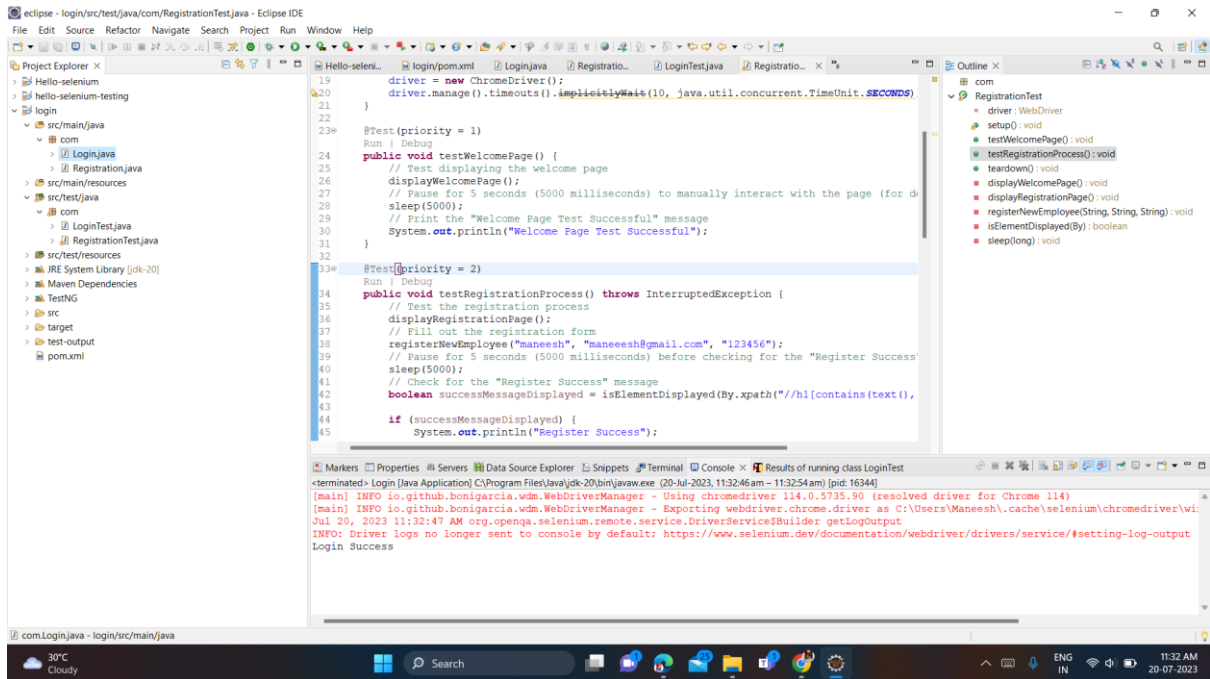 eclipse - login/src/test/java/com/RegistrationTest.java - Eclipse IDE
File Edit Source Refactor Navigate Search Project Run Window Help
Project Explorer
Hello-selenium
hello-selenium-testing
login
src/main/java
com
Login.java
Registration.java
src/main/resources
src/test/java
com
LoginTest.java
RegistrationTest.java
src/test/resources
JRE System Library [jdk-20]
Maven Dependencies
TestNG
src
target
test-output
pom.xml
Hello-seleni... login/pom.xml Login.java Registratio... LoginTest.java Registratio...
19 driver = new ChromeDriver();
20 driver.manage().timeouts().implicitlyWait(10, java.util.concurrent.TimeUnit.SECONDS)
21 }
22
23 @Test(priority = 1)
Run | Debug
24 public void testWelcomePage() {
25 // Test displaying the welcome page
26 displayWelcomePage();
27 // Pause for 5 seconds (5000 milliseconds) to manually interact with the page (for de
28 sleep(5000);
29 // Print the "Welcome Page Test Successful" message
30 System.out.println("Welcome Page Test Successful");
31 }
32
33 @Test(priority = 2)
Run | Debug
34 public void testRegistrationProcess() throws InterruptedException {
35 // Test the registration process
36 displayRegistrationPage();
37 // Fill out the registration form
38 registerNewEmployee("maneesh", "maneeesh@gmail.com", "123456");
39 // Pause for 5 seconds (5000 milliseconds) before checking for the "Register Success"
40 sleep(5000);
41 // Check for the "Register Success" message
42 boolean successMessageDisplayed = isElementDisplayed(By.xpath("//h1[contains(text(),
43
44 if (successMessageDisplayed) {
45 System.out.println("Register Success");
Outline
com
RegistrationTest
driver : WebDriver
setup() : void
testWelcomePage() : void
testRegistrationProcess() : void
teardown() : void
displayWelcomePage() : void
displayRegistrationPage() : void
registerNewEmployee(String, String, String) : void
isElementDisplayed(By) : boolean
sleep(long) : void
Markers Properties Servers Data Source Explorer Snippets Terminal Console Results of running class LoginTest
<terminated> Login [Java Application] C:\Program Files\Java\jdk-20\bin\javaw.exe (20-Jul-2023, 11:32:46 am – 11:32:54 am) [pid: 16344]
[main] INFO io.github.bonigarcia.wdm.WebDriverManager - Using chromedriver 114.0.5735.90 (resolved driver for Chrome 114)
[main] INFO io.github.bonigarcia.wdm.WebDriverManager - Exporting webdriver.chrome.driver as C:\Users\Maneesh\.cache\selenium\chromedriver\wi
Jul 20, 2023 11:32:47 AM org.openqa.selenium.remote.service.DriverService$Builder getLogOutput
INFO: Driver logs no longer sent to console by default; https://www.selenium.dev/documentation/webdriver/drivers/service/#setting-log-output
Login Success
com.Login.java - login/src/main/java
30°C
Cloudy
Search
25
ENG
IN
11:32 AM
20-07-2023